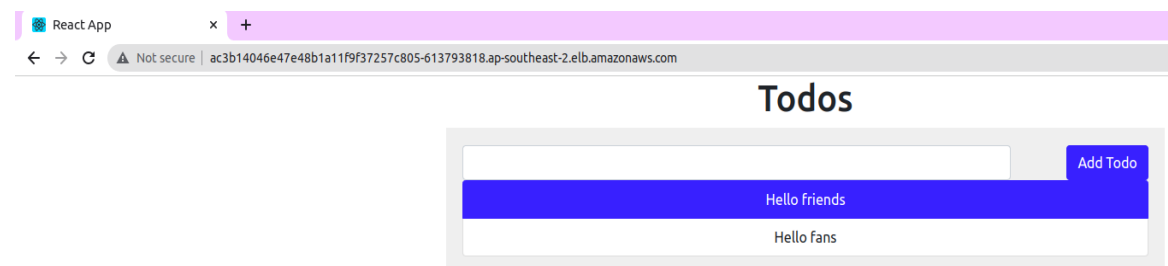 React App
Not secure | ac3b14046e47e48b1a11f9f37257c805-613793818.ap-southeast-2.elb.amazonaws.com
Todos
Add Todo
Hello friends
Hello fans